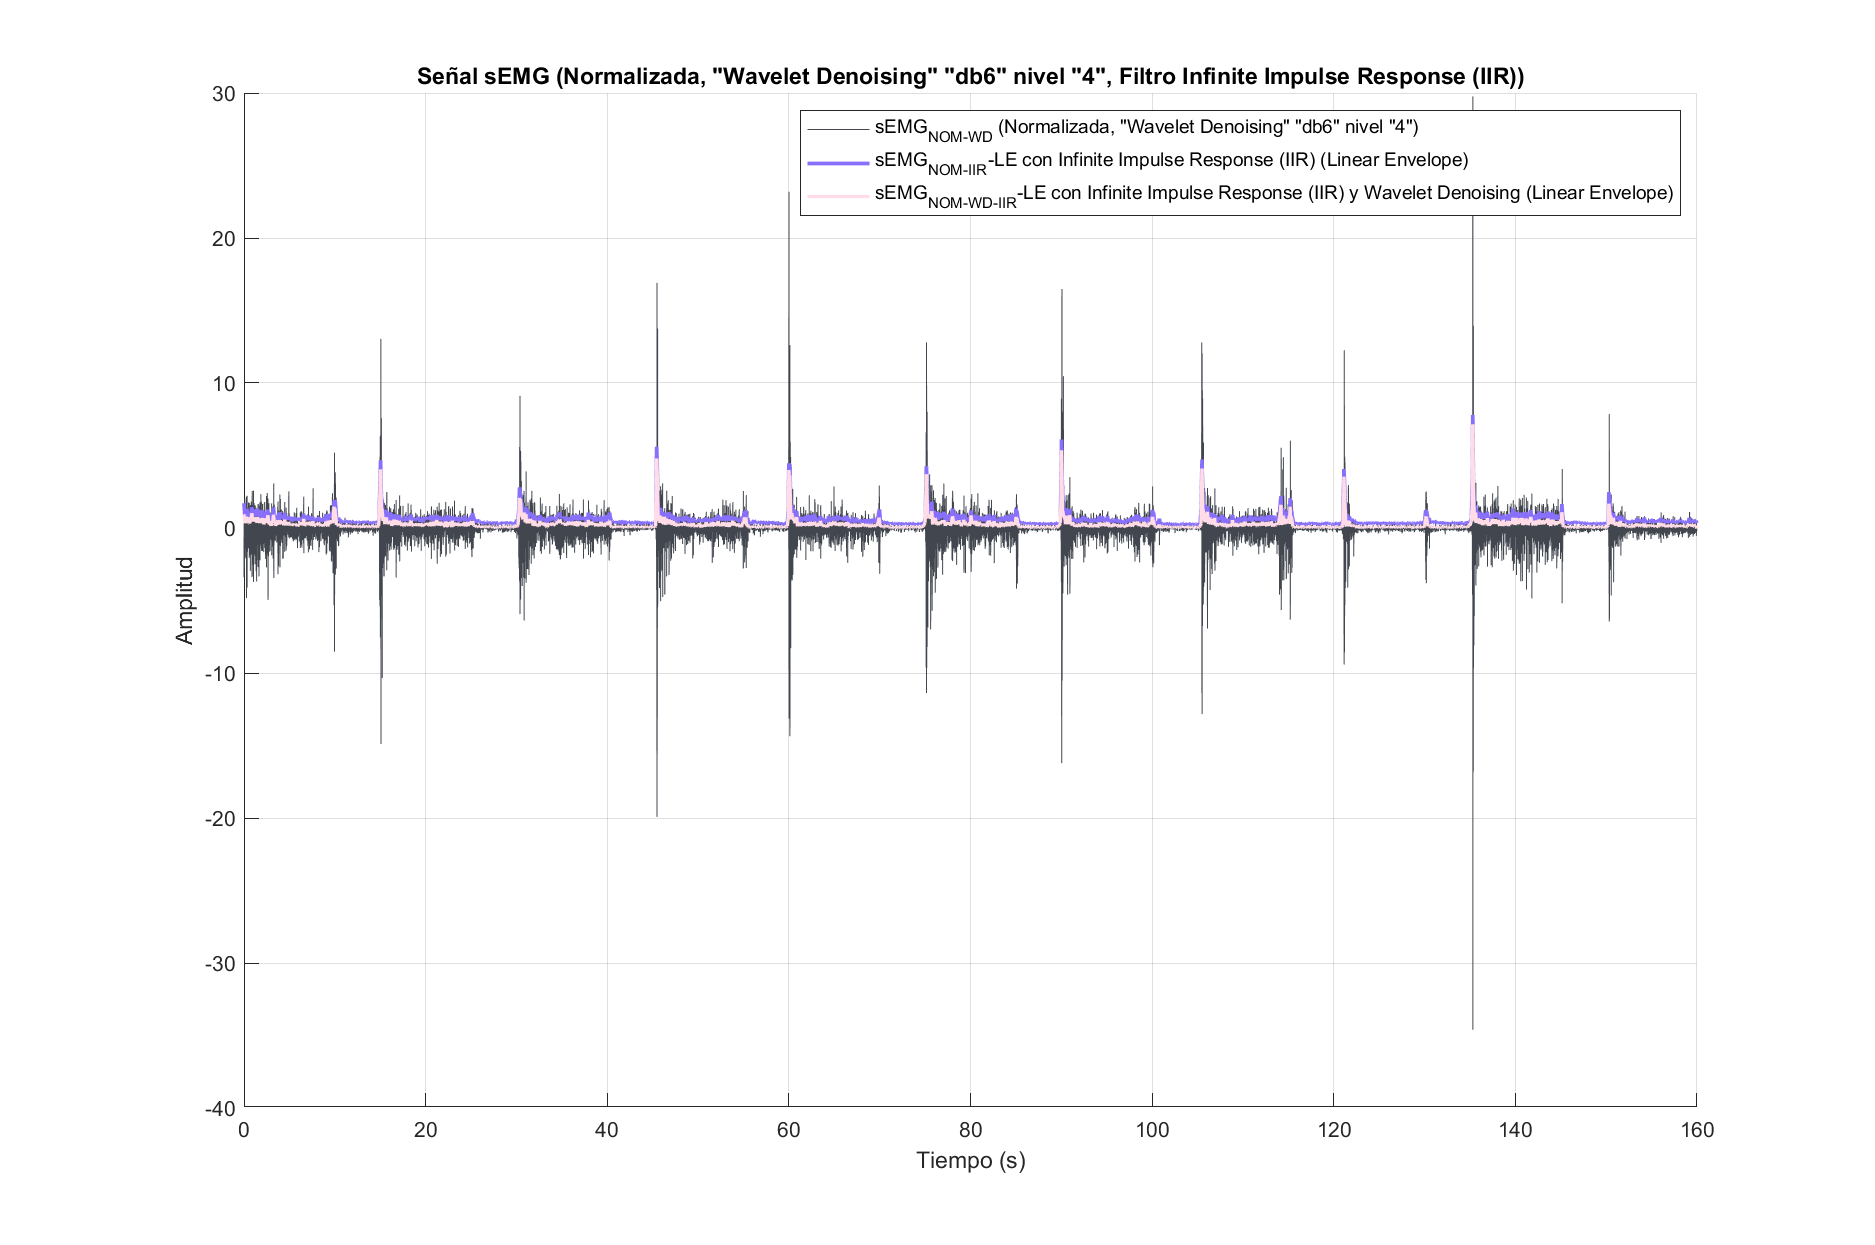 Señal sEMG (Normalizada, "Wavelet Denoising" "db6" nivel "4", Filtro Infinite Impulse Response (IIR))
sEMG_NOM-WD (Normalizada, "Wavelet Denoising" "db6" nivel "4")
sEMG_NOM-IIR-LE con Infinite Impulse Response (IIR) (Linear Envelope)
sEMG_NOM-WD-IIR-LE con Infinite Impulse Response (IIR) y Wavelet Denoising (Linear Envelope)
30
20
10
0
-10
-20
-30
-40
Amplitud
0 20 40 60 80 100 120 140 160
Tiempo (s)